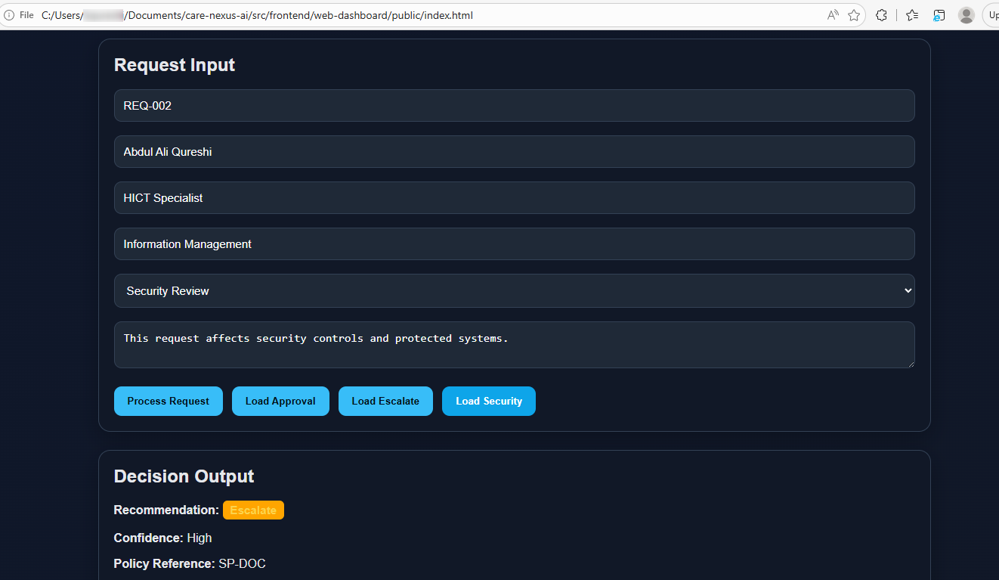 File C:/Users/ /Documents/care-nexus-ai/src/frontend/web-dashboard/public/index.html
Up
Request Input
REQ-002
Abdul Ali Qureshi
HICT Specialist
Information Management
Security Review
This request affects security controls and protected systems.
Process Request Load Approval Load Escalate Load Security
Decision Output
Recommendation: Escalate
Confidence: High
Policy Reference: SP-DOC